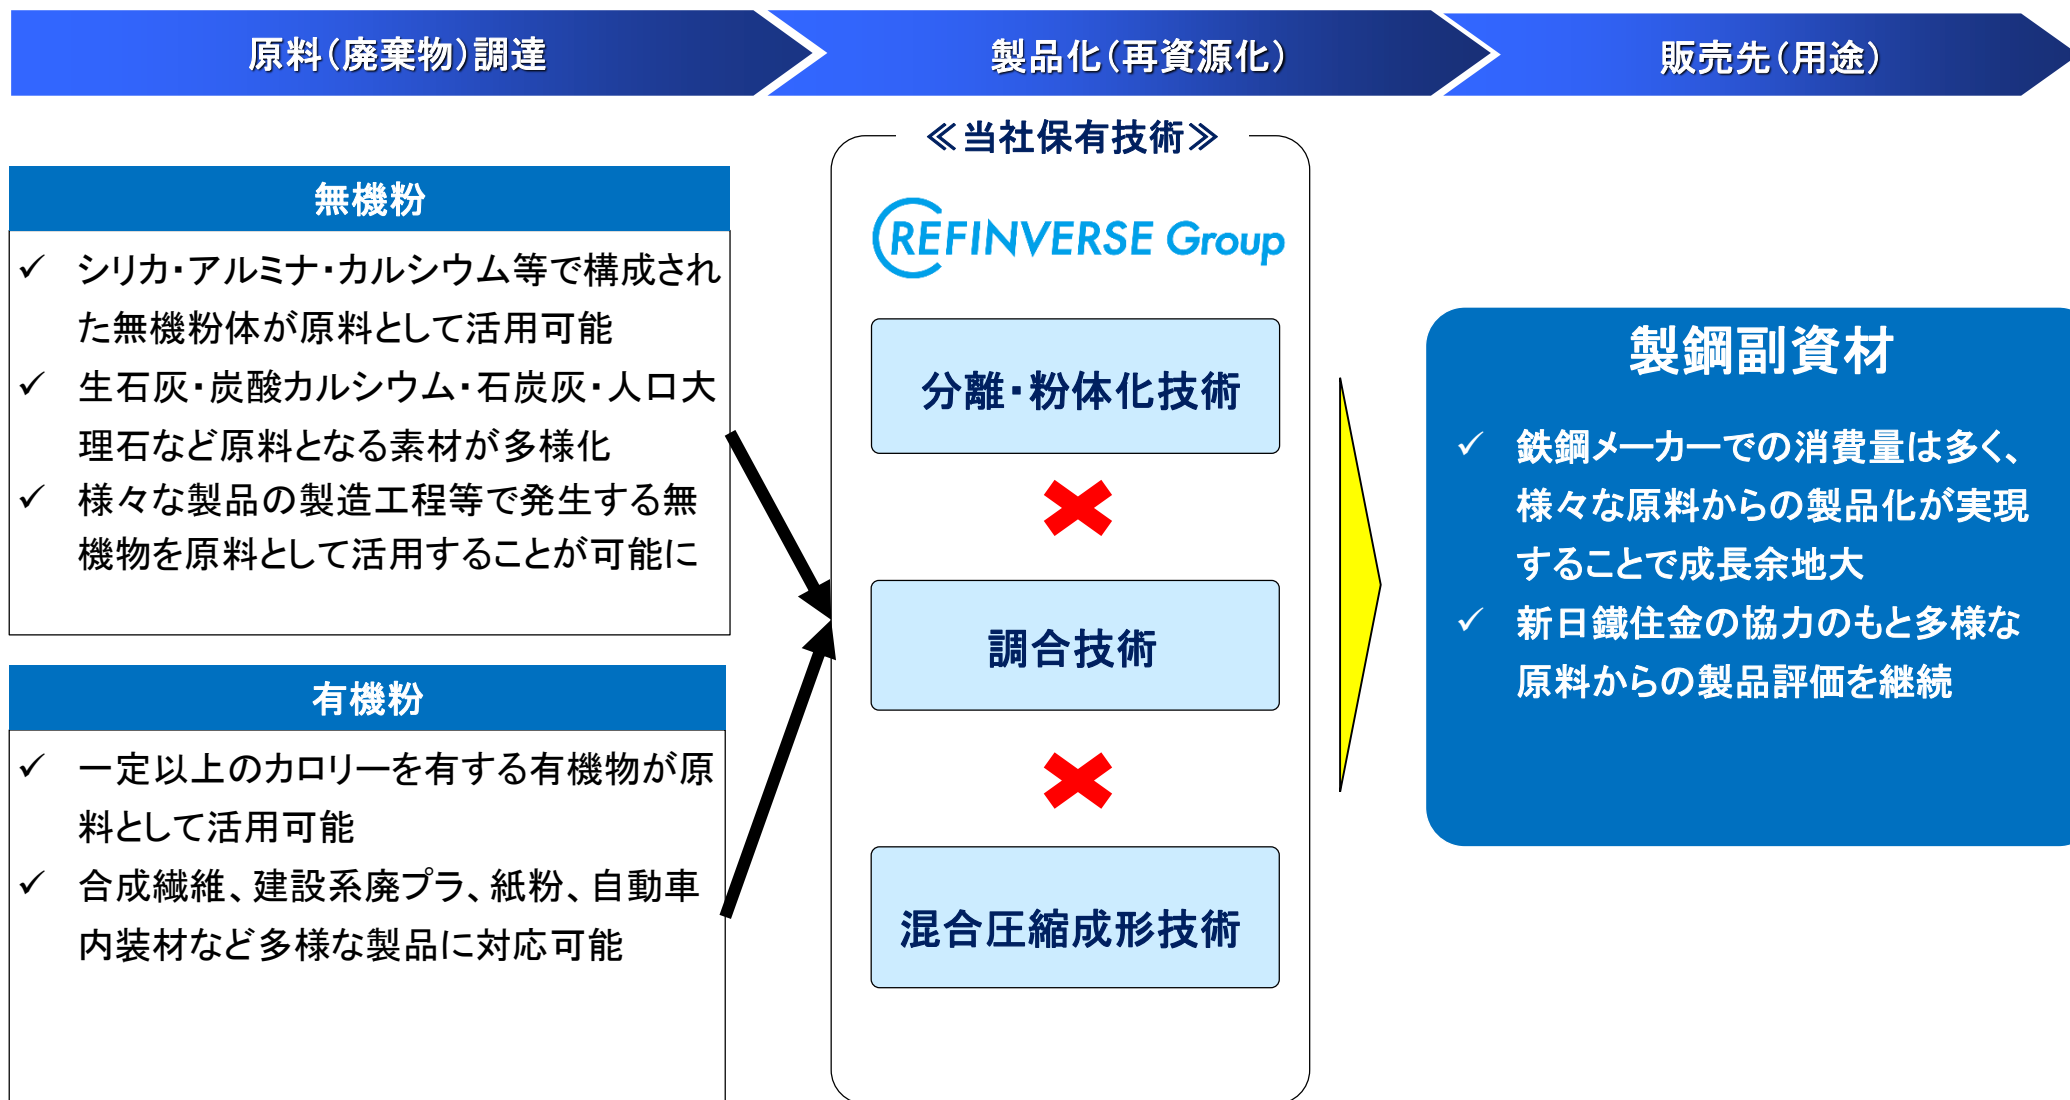 原料（廃棄物）調達
製品化（再資源化）
販売先（用途）
無機粉
✓ シリカ・アルミナ・カルシウム等で構成され
た無機粉体が原料として活用可能
✓ 生石灰・炭酸カルシウム・石炭灰・人口大
理石など原料となる素材が多様化
✓ 様々な製品の製造工程等で発生する無
機物を原料として活用することが可能に
有機粉
✓ 一定以上のカロリーを有する有機物が原
料として活用可能
✓ 合成繊維、建設系廃プラ、紙粉、自動車
内装材など多様な製品に対応可能
≪当社保有技術≫
REFINVERSE Group
分離・粉体化技術
調合技術
混合圧縮成形技術
製鋼副資材
✓ 鉄鋼メーカーでの消費量は多く、
様々な原料からの製品化が実現
することで成長余地大
✓ 新日鐵住金の協力のもと多様な
原料からの製品評価を継続